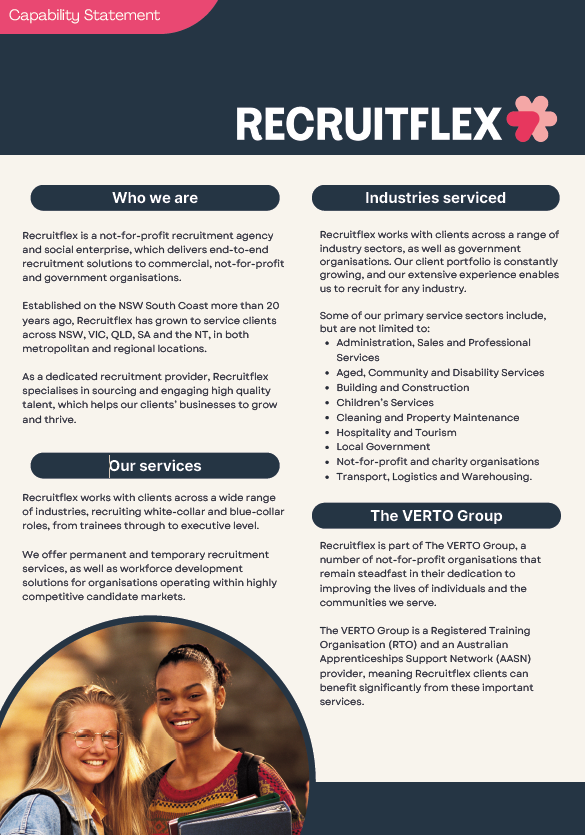 Capability Statement
RECRUITFLEX
Who we are
Recruitflex is a not-for-profit recruitment agency
and social enterprise, which delivers end-to-end
recruitment solutions to commercial, not-for-profit
and government organisations.
Established on the NSW South Coast more than 20
years ago, Recruitflex has grown to service clients
across NSW, VIC, QLD, SA and the NT, in both
metropolitan and regional locations.
As a dedicated recruitment provider, Recruitflex
specialises in sourcing and engaging high quality
talent, which helps our clients' businesses to grow
and thrive.
Our services
Recruitflex works with clients across a wide range
of industries, recruiting white-collar and blue-collar
roles, from trainees through to executive level.
We offer permanent and temporary recruitment
services, as well as workforce development
solutions for organisations operating within highly
competitive candidate markets.
Industries serviced
Recruitflex works with clients across a range of
industry sectors, as well as government
organisations. Our client portfolio is constantly
growing, and our extensive experience enables
us to recruit for any industry.
Some of our primary service sectors include,
but are not limited to:
• Administration, Sales and Professional
Services
• Aged, Community and Disability Services
• Building and Construction
• Children's Services
• Cleaning and Property Maintenance
• Hospitality and Tourism
• Local Government
• Not-for-profit and charity organisations
• Transport, Logistics and Warehousing.
The VERTO Group
Recruitflex is part of The VERTO Group, a
number of not-for-profit organisations that
remain steadfast in their dedication to
improving the lives of individuals and the
communities we serve.
The VERTO Group is a Registered Training
Organisation (RTO) and an Australian
Apprenticeships Support Network (AASN)
provider, meaning Recruitflex clients can
benefit significantly from these important
services.